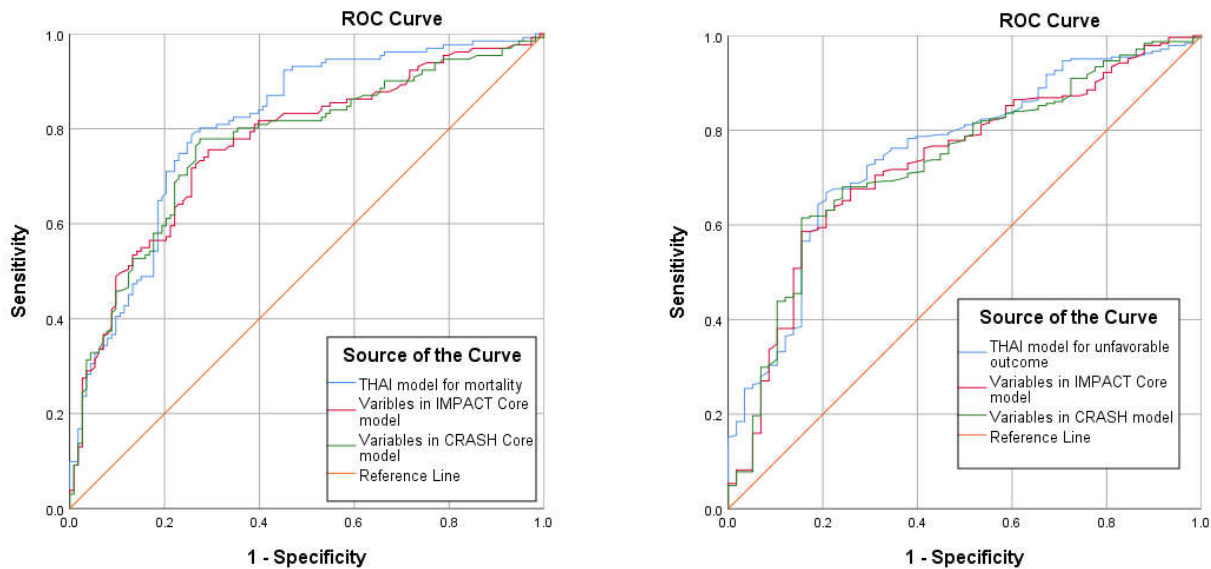 ROC Curve
1.0
0.8
0.6
0.4
0.2
0.0
Sensitivity
0.0 0.2 0.4 0.6 0.8 1.0
1 - Specificity
Source of the Curve
THAI model for mortality
Varibles in IMPACT Core
model
Variables in CRASH Core
model
Reference Line
ROC Curve
1.0
0.8
0.6
0.4
0.2
0.0
Sensitivity
0.0 0.2 0.4 0.6 0.8 1.0
1 - Specificity
Source of the Curve
THAI model for unfavorable
outcome
Variables in IMPACT Core
model
Variables in CRASH model
Reference Line